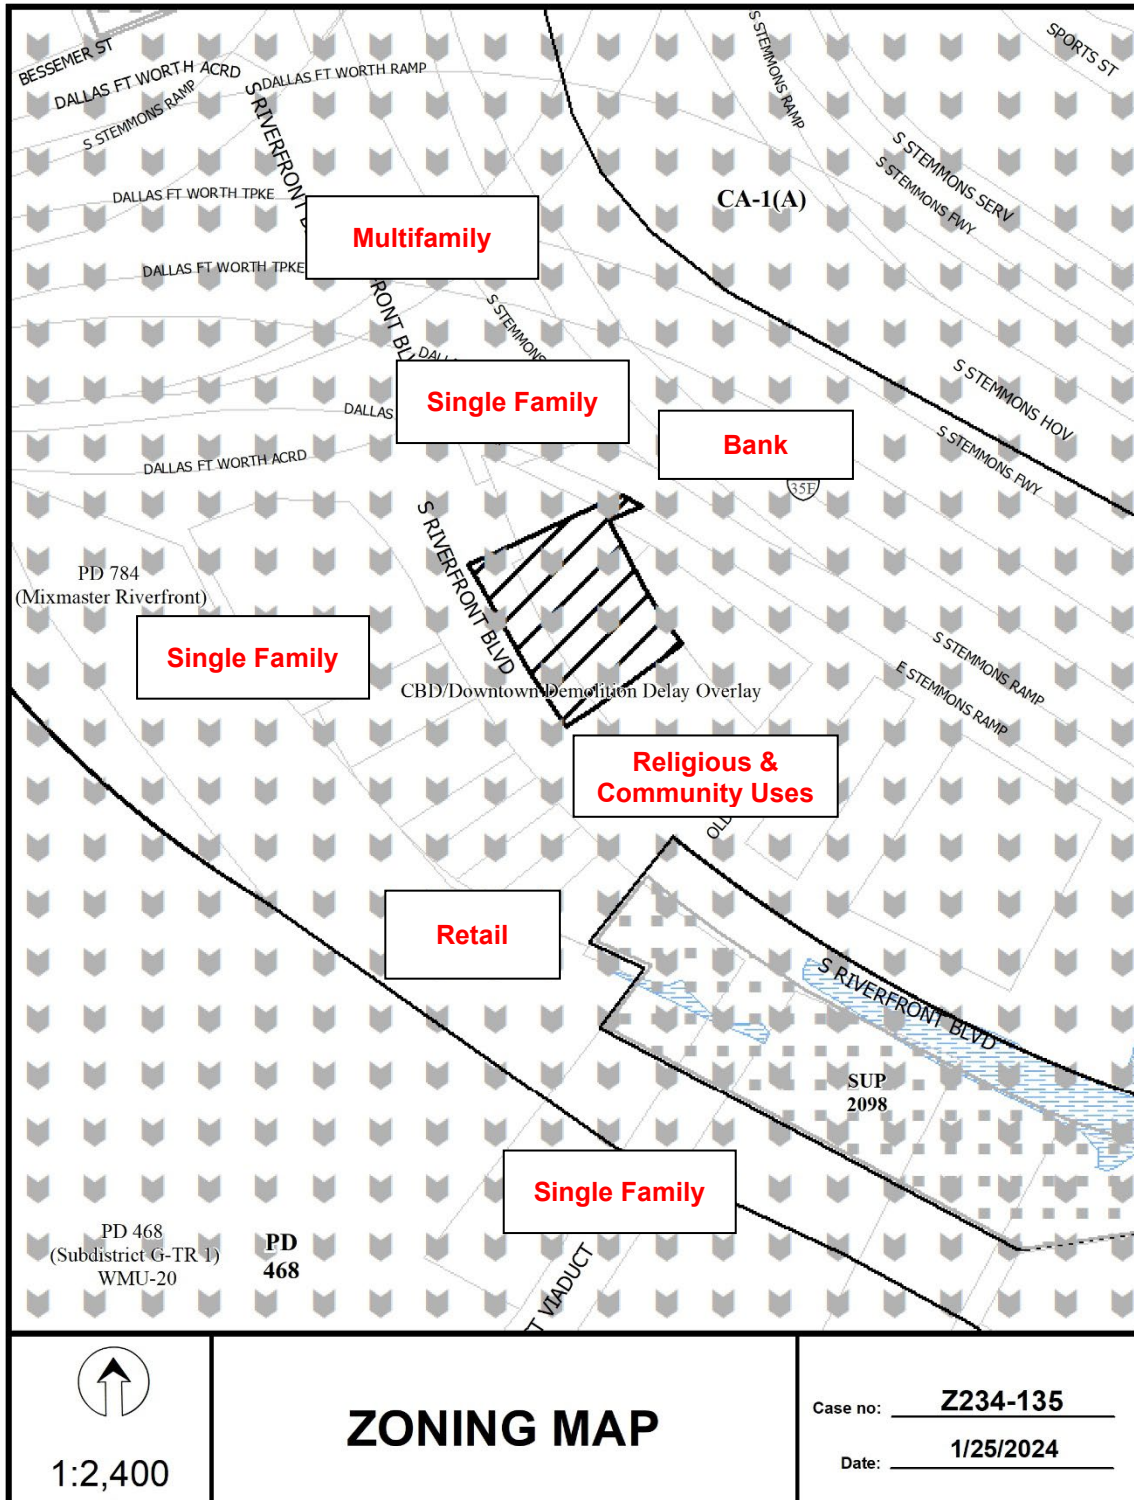 BESSEMER ST
DALLAS FT WORTH ACRD
S STEMMONS RAMP
DALLAS FT WORTH RAMP
S STEMMONS RAMP
SPORTS ST
S RIVERFRONT
DALLAS FT WORTH TPKE
S STEMMONS SERV
S STEMMONS FWY
CA-1(A)
Multifamily
DALLAS FT WORTH TPKE
S STEMMONS
Single Family
DALLAS
S STEMMONS HOV
S STEMMONS FWY
Bank
35E
DALLAS FT WORTH ACRD
S RIVERFRONT BLVD
PD 784
(Mixmaster Riverfront)
Single Family
S STEMMONS RAMP
E STEMMONS RAMP
CBD/Downtown Demolition Delay Overlay
Religious &
Community Uses
OLD
Retail
S RIVERFRONT BLVD
SUP
2098
Single Family
PD 468
(Subdistrict G-TR 1)
WMU-20
PD
468
VIADUCT
1:2,400
ZONING MAP
Case no: Z234-135
Date: 1/25/2024